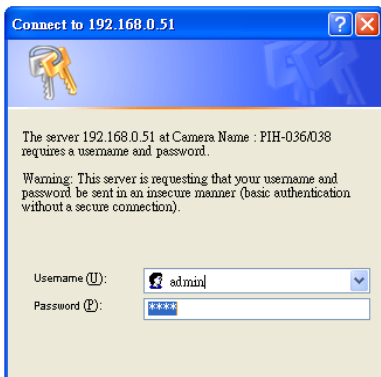 Connect to 192.168.0.51
The server 192.168.0.51 at Camera Name : PIH-036/038
requires a username and password.
Warning: This server is requesting that your username and
password be sent in an insecure manner (basic authentication
without a secure connection).
Username (U): admin
Password (P): ****